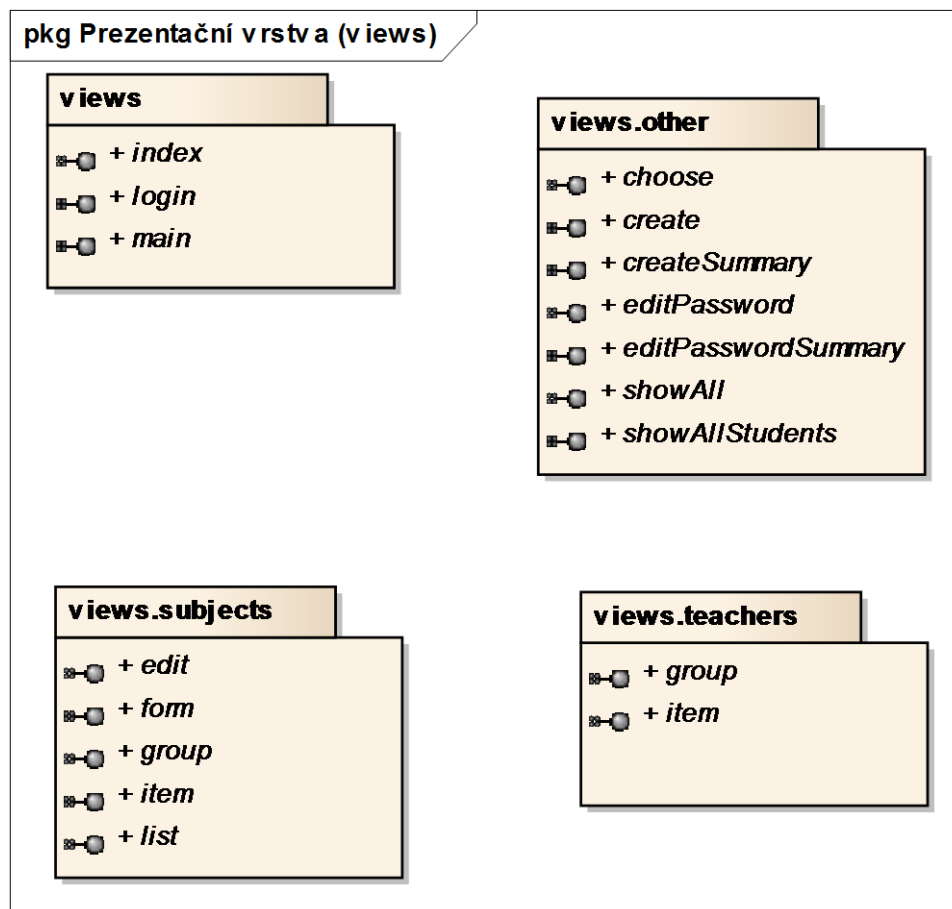 pkg Prezentační vrstva (views)
views
+ index
+ login
+ main
views.other
+ choose
+ create
+ createSummary
+ editPassword
+ editPasswordSummary
+ showAll
+ showAllStudents
views.subjects
+ edit
+ form
+ group
+ item
+ list
views.teachers
+ group
+ item